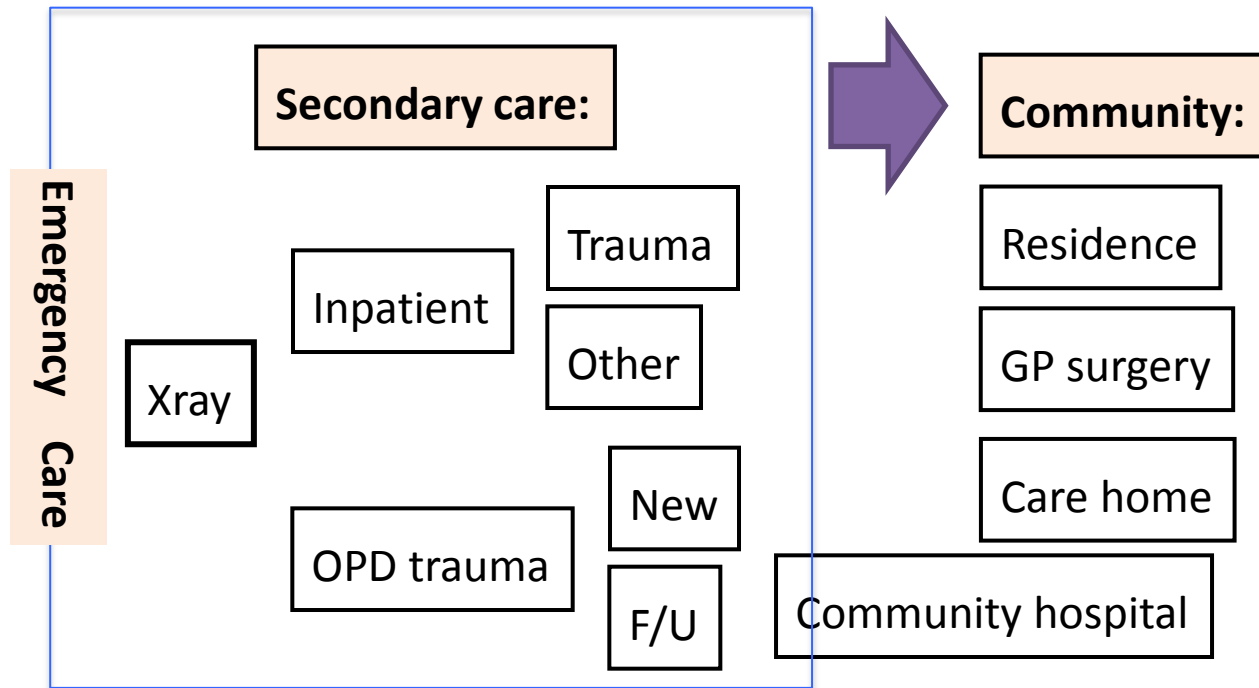 Secondary care:
Community:
Emergency Care
Xray
Inpatient
Trauma
Other
OPD trauma
New
F/U
Residence
GP surgery
Care home
Community hospital